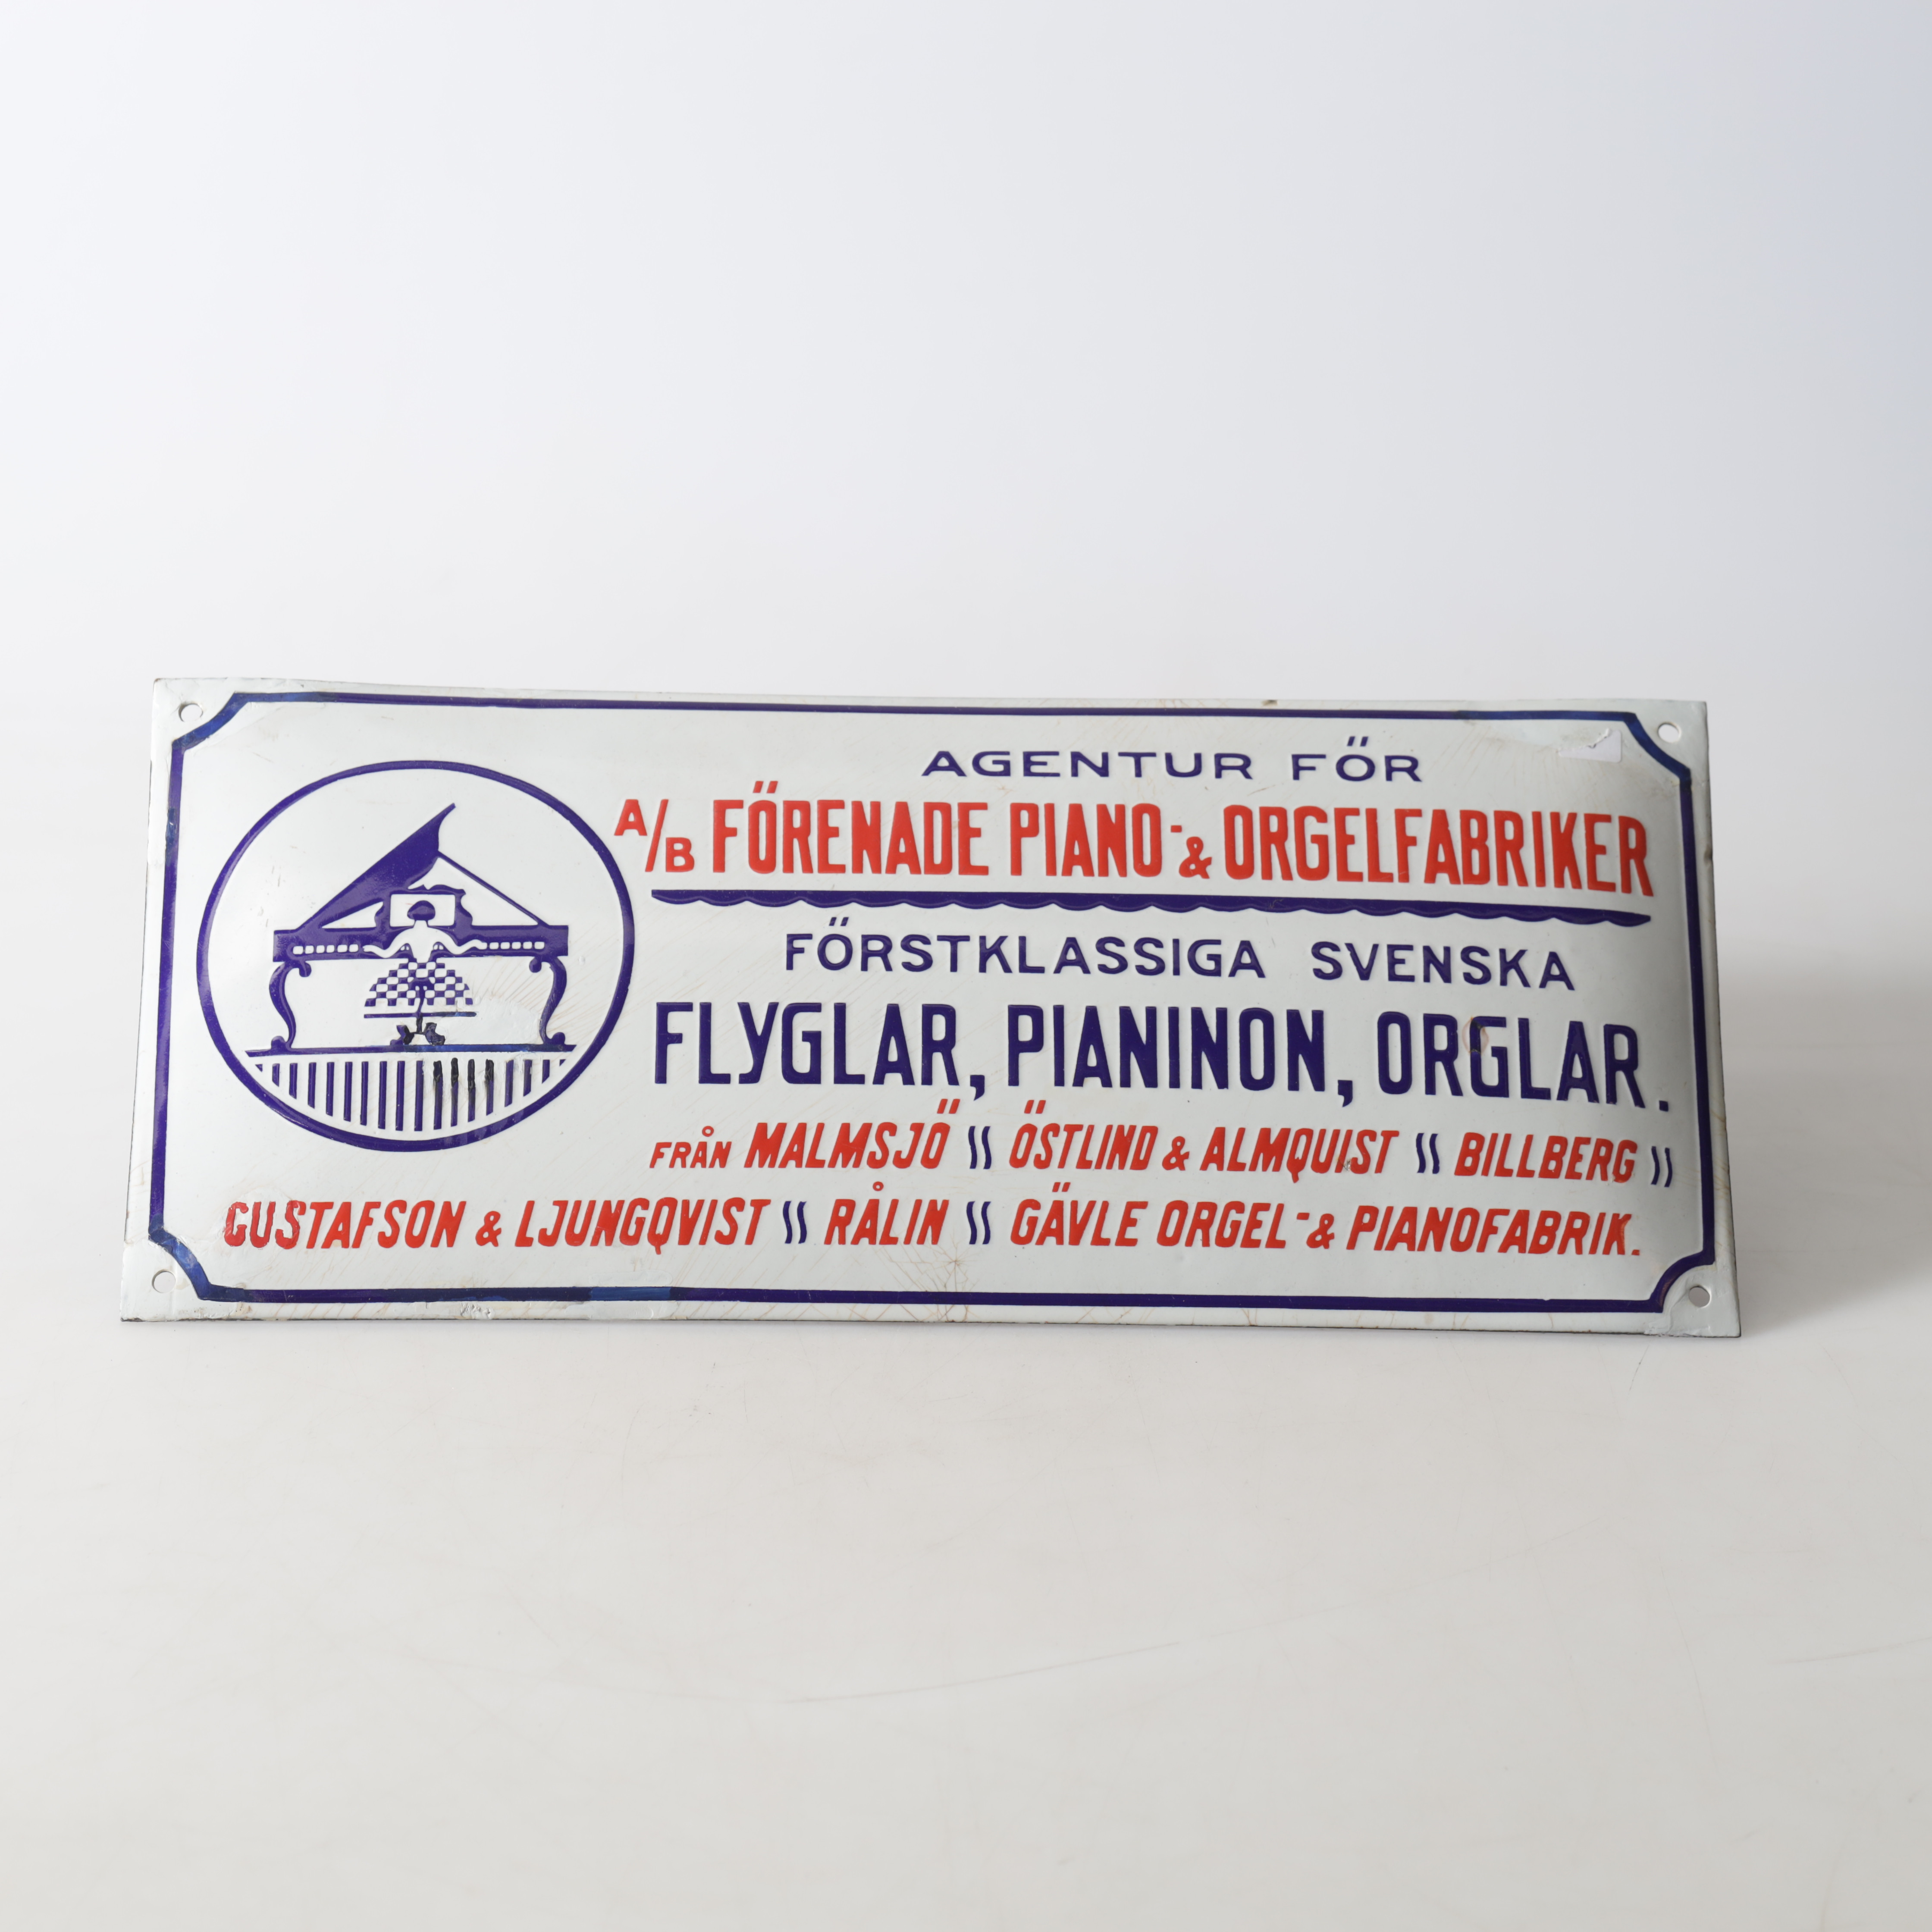 AGENTUR FÖR
A/B FÖRENADE PIANO- & ORGELFABRIKER
FÖRSTKLASSIGA SVENSKA
FLYGLAR, PIANINON, ORGLAR.
FRÅN MALMSJÖ ⸗ ÖSTLIND & ALMQUIST ⸗ BILLBERG ⸗
GUSTAFSON & LJUNGQVIST ⸗ RÅLIN ⸗ GÄVLE ORGEL- & PIANOFABRIK.